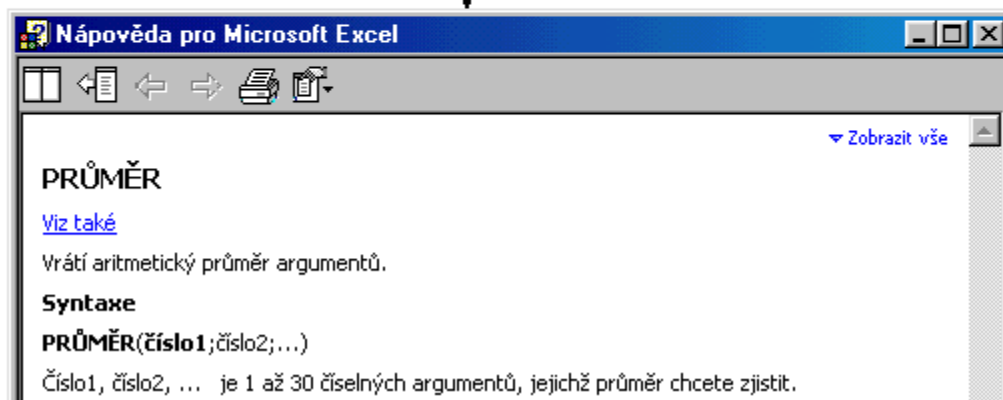 Nápověda pro Microsoft Excel
Zobrazit vše
PRŮMĚR
Viz také
Vrátí aritmetický průměr argumentů.
Syntaxe
PRŮMĚR(číslo1;číslo2;...)
Číslo1, číslo2, ... je 1 až 30 číselných argumentů, jejichž průměr chcete zjistit.